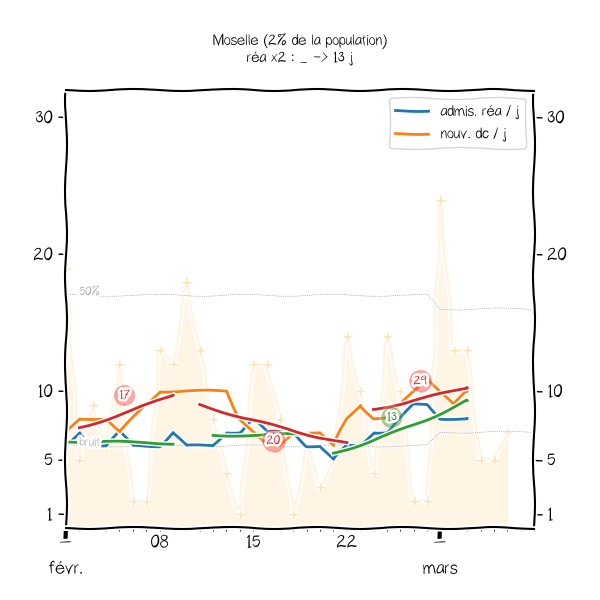 Moselle (2% de la population)
réa x2 : _ -> 13 j
admis. réa / j
nouv. dc / j
30
30
20
20
50%
17
29
10
10
13
20
bruit
5
5
1
1
08
15
22
févr.
mars